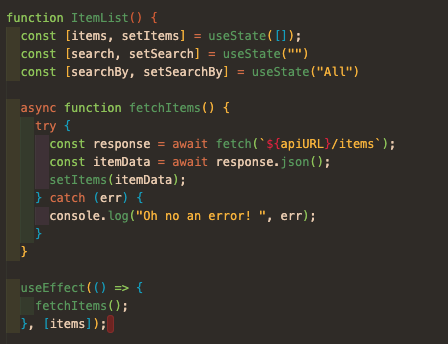 function ItemList() {
const [items, setItems] = useState([]);
const [search, setSearch] = useState("")
const [searchBy, setSearchBy] = useState("All")
async function fetchItems() {
try {
const response = await fetch(`${apiURL}/items`);
const itemData = await response.json();
setItems(itemData);
} catch (err) {
console.log("Oh no an error! ", err);
}
}
useEffect(() => {
fetchItems();
}, [items]);